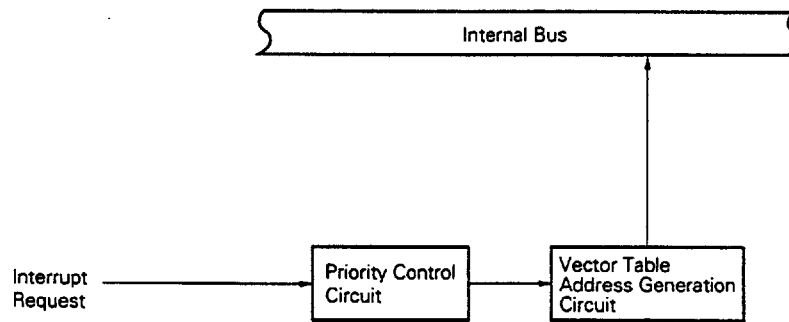 Internal Bus
Interrupt
Request
Priority Control
Circuit
Vector Table
Address Generation
Circuit